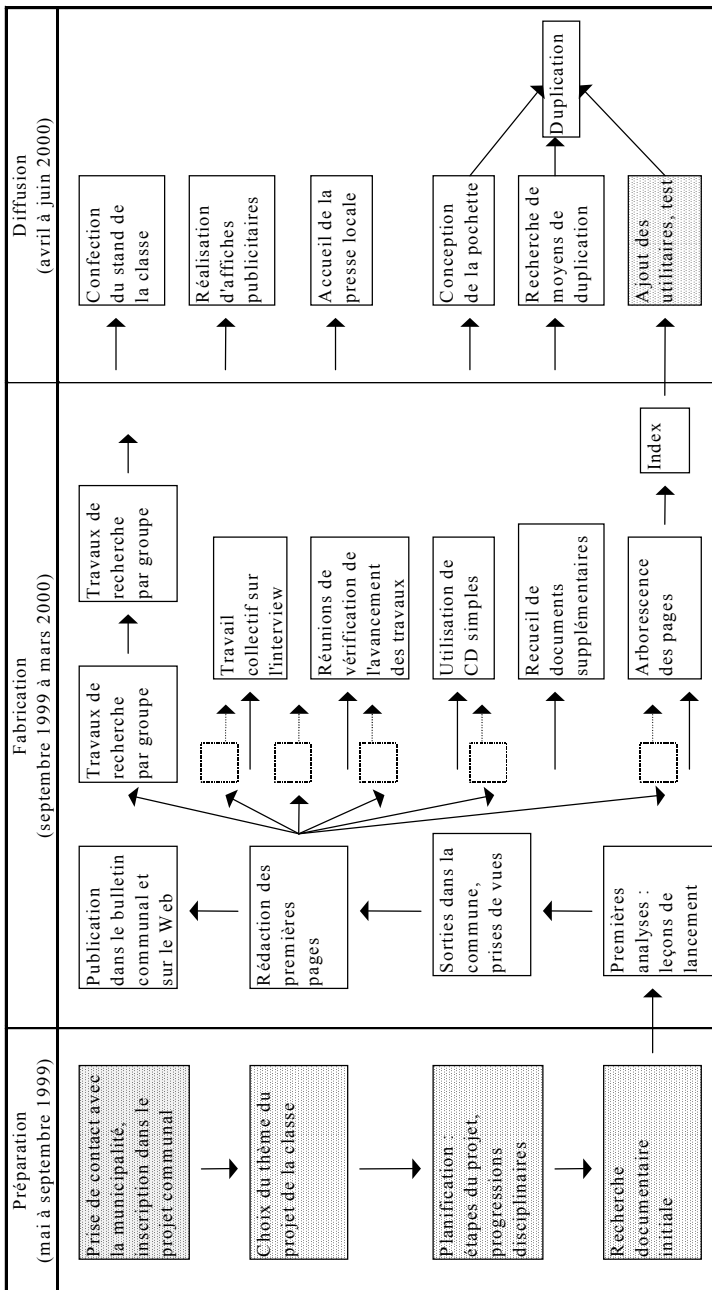 Préparation
(mai à septembre 1999)
Prise de contact avec
la municipalité,
inscription dans le
projet communal
Choix du thème du
projet de la classe
Planification :
étapes du projet,
progressions
disciplinaires
Recherche
documentaire
initiale
Fabrication
(septembre 1999 à mars 2000)
Publication
dans le bulletin
communal et
sur le Web
Rédaction des
premières
pages
Sorties dans la
commune,
prises de vues
Premières
analyses :
leçons de
lancement
Travaux de
recherche
par groupe
Travaux de
recherche
par groupe
Travail
collectif sur
l'interview
Réunions de
vérification de
l'avancement
des travaux
Utilisation de
CD simples
Recueil de
documents
supplémentaires
Arborescence
des pages
Index
Diffusion
(avril à juin 2000)
Confection
du stand de
la classe
Réalisation
d'affiches
publicitaires
Accueil de la
presse locale
Conception
de la pochette
Recherche de
moyens de
duplication
Ajout des
utilitaires, test
Duplication